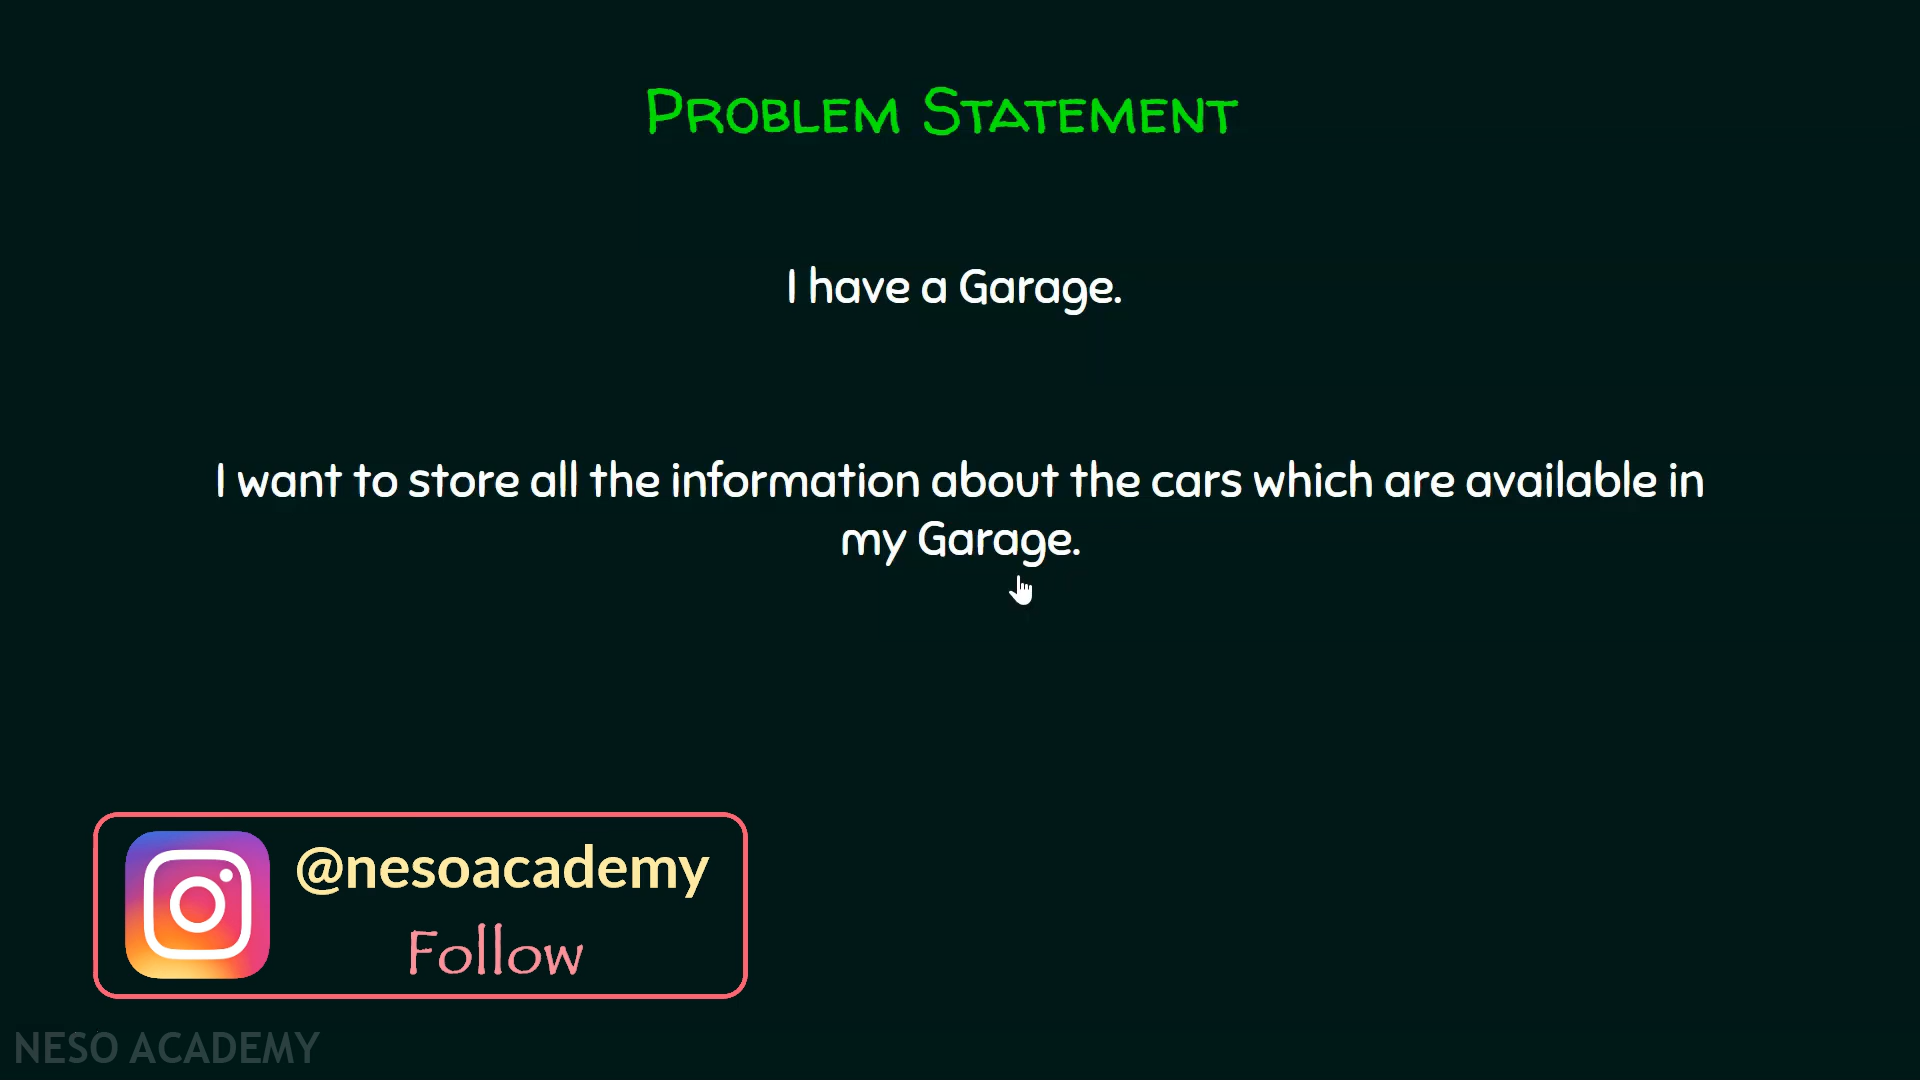 Problem Statement
I have a Garage.
I want to store all the information about the cars which are available in
my Garage.
@nesoacademy
Follow
NESO ACADEMY